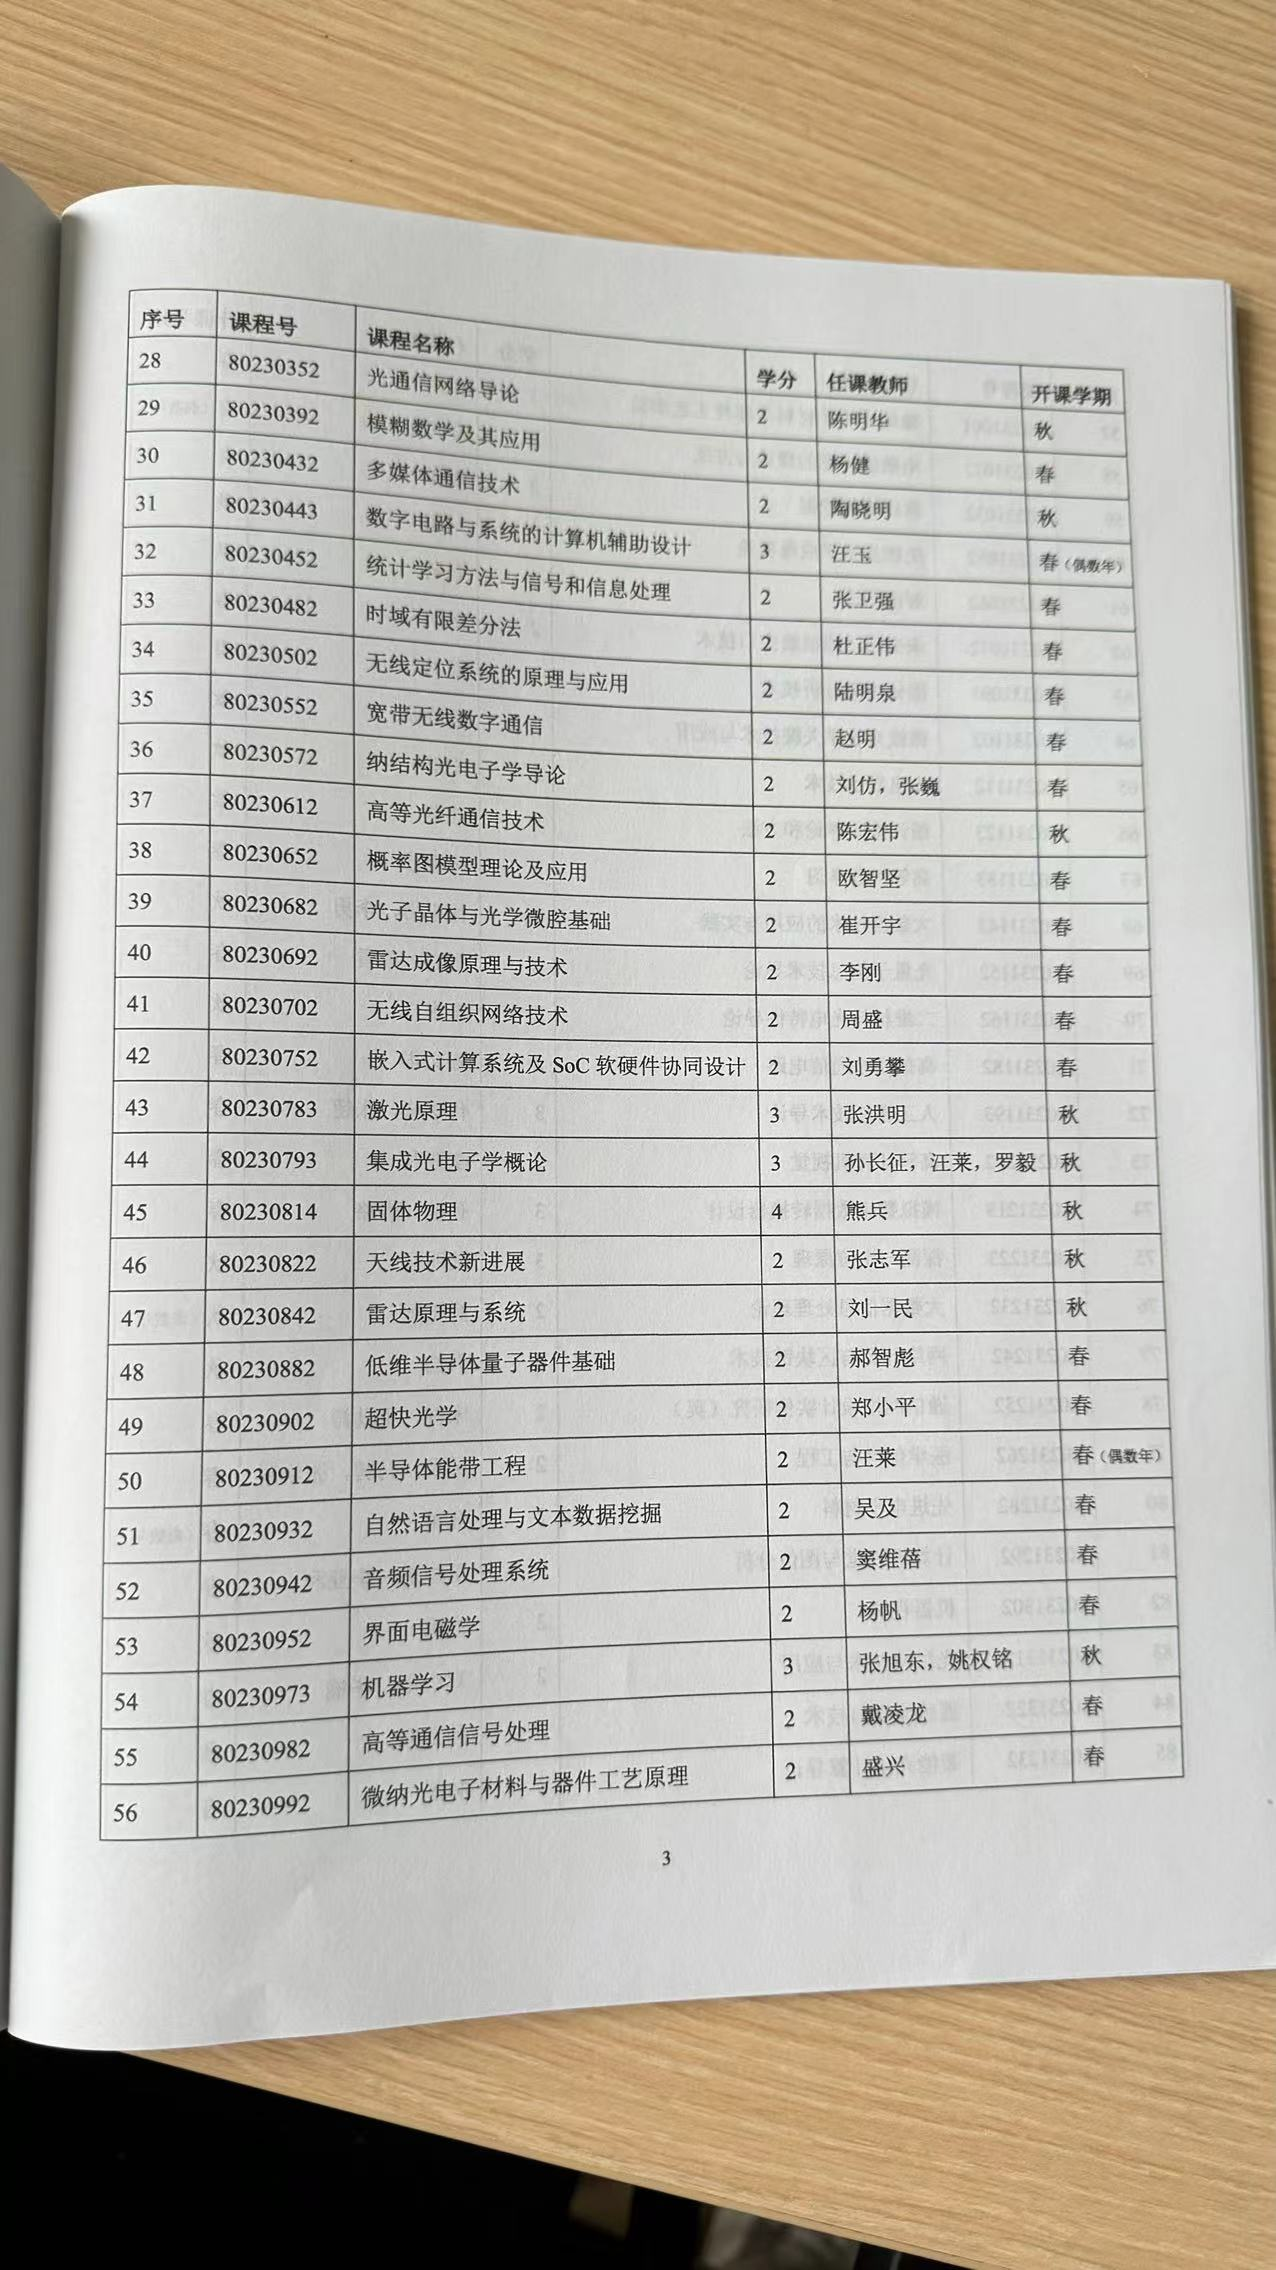 序号 课程号 课程名称 学分 任课教师 开课学期
28 80230352 光通信网络导论 2 陈明华 秋
29 80230392 模糊数学及其应用 2 杨健 春
30 80230432 多媒体通信技术 2 陶晓明 秋
31 80230443 数字电路与系统的计算机辅助设计 3 汪玉 春（偶数年）
32 80230452 统计学习方法与信号和信息处理 2 张卫强 春
33 80230482 时域有限差分法 2 杜正伟 春
34 80230502 无线定位系统的原理与应用 2 陆明泉 春
35 80230552 宽带无线数字通信 2 赵明 春
36 80230572 纳结构光电子学导论 2 刘仿，张巍 春
37 80230612 高等光纤通信技术 2 陈宏伟 秋
38 80230652 概率图模型理论及应用 2 欧智坚 春
39 80230682 光子晶体与光学微腔基础 2 崔开宇 春
40 80230692 雷达成像原理与技术 2 李刚 春
41 80230702 无线自组织网络技术 2 周盛 春
42 80230752 嵌入式计算系统及 SoC 软硬件协同设计 2 刘勇攀 春
43 80230783 激光原理 3 张洪明 秋
44 80230793 集成光电子学概论 3 孙长征，汪莱，罗毅 秋
45 80230814 固体物理 4 熊兵 秋
46 80230822 天线技术新进展 2 张志军 秋
47 80230842 雷达原理与系统 2 刘一民 秋
48 80230882 低维半导体量子器件基础 2 郝智彪 春
49 80230902 超快光学 2 郑小平 春
50 80230912 半导体能带工程 2 汪莱 春（偶数年）
51 80230932 自然语言处理与文本数据挖掘 2 吴及 春
52 80230942 音频信号处理系统 2 窦维蓓 春
53 80230952 界面电磁学 2 杨帆 春
54 80230973 机器学习 3 张旭东，姚权铭 秋
55 80230982 高等通信信号处理 2 戴凌龙 春
56 80230992 微纳光电子材料与器件工艺原理 2 盛兴 春
3